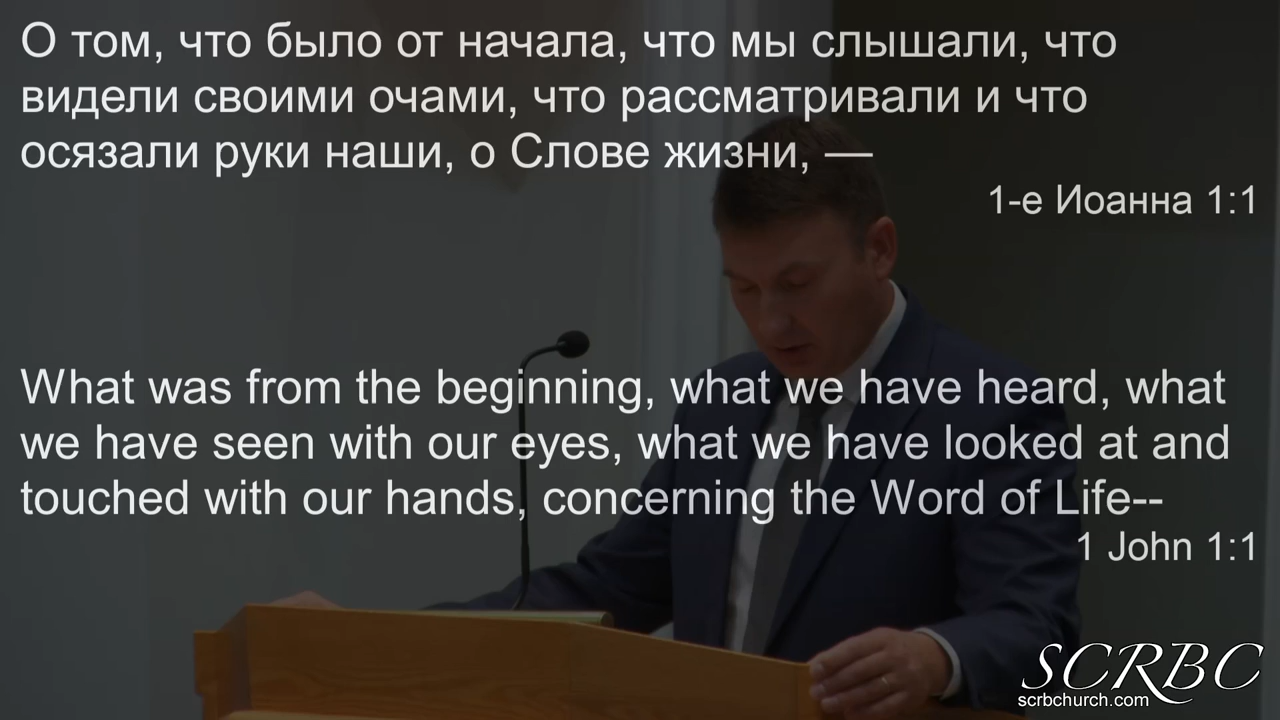 О том, что было от начала, что мы слышали, что
видели своими очами, что рассматривали и что
осязали руки наши, о Слове жизни, —
1-е Иоанна 1:1
What was from the beginning, what we have heard, what
we have seen with our eyes, what we have looked at and
touched with our hands, concerning the Word of Life--
1 John 1:1
SCRBC
scrbchurch.com